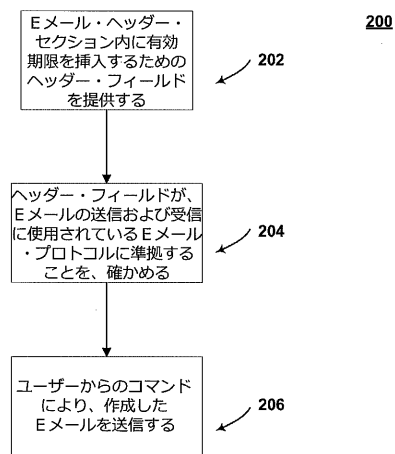 200
Ｅメール・ヘッダー・
セクション内に有効
期限を挿入するための
ヘッダー・フィールド
を提供する
202
ヘッダー・フィールドが、
Ｅメールの送信および受信
に使用されているＥメール
・プロトコルに準拠する
ことを、確かめる
204
ユーザーからのコマンド
により、作成した
Ｅメールを送信する
206